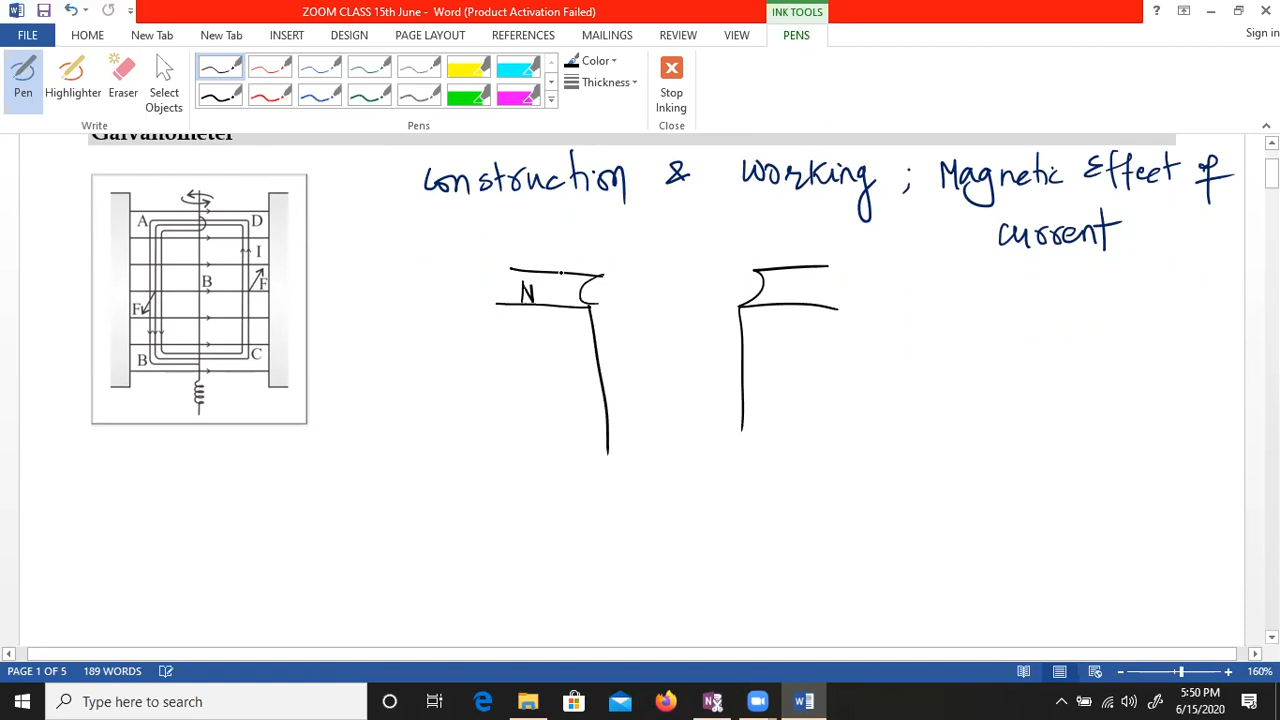 ZOOM CLASS 15th June - Word (Product Activation Failed)
INK TOOLS
?
FILE HOME New Tab New Tab INSERT DESIGN PAGE LAYOUT REFERENCES MAILINGS REVIEW VIEW PENS Sign in
Pen Highlighter Eraser Select Objects
Color
Thickness
Stop Inking
Write Pens Close
Galvanometer
construction & working ; Magnetic Effect of
current
A D
I
B F
F
B C
N
PAGE 1 OF 5 189 WORDS 160%
Type here to search
5:50 PM
6/15/2020